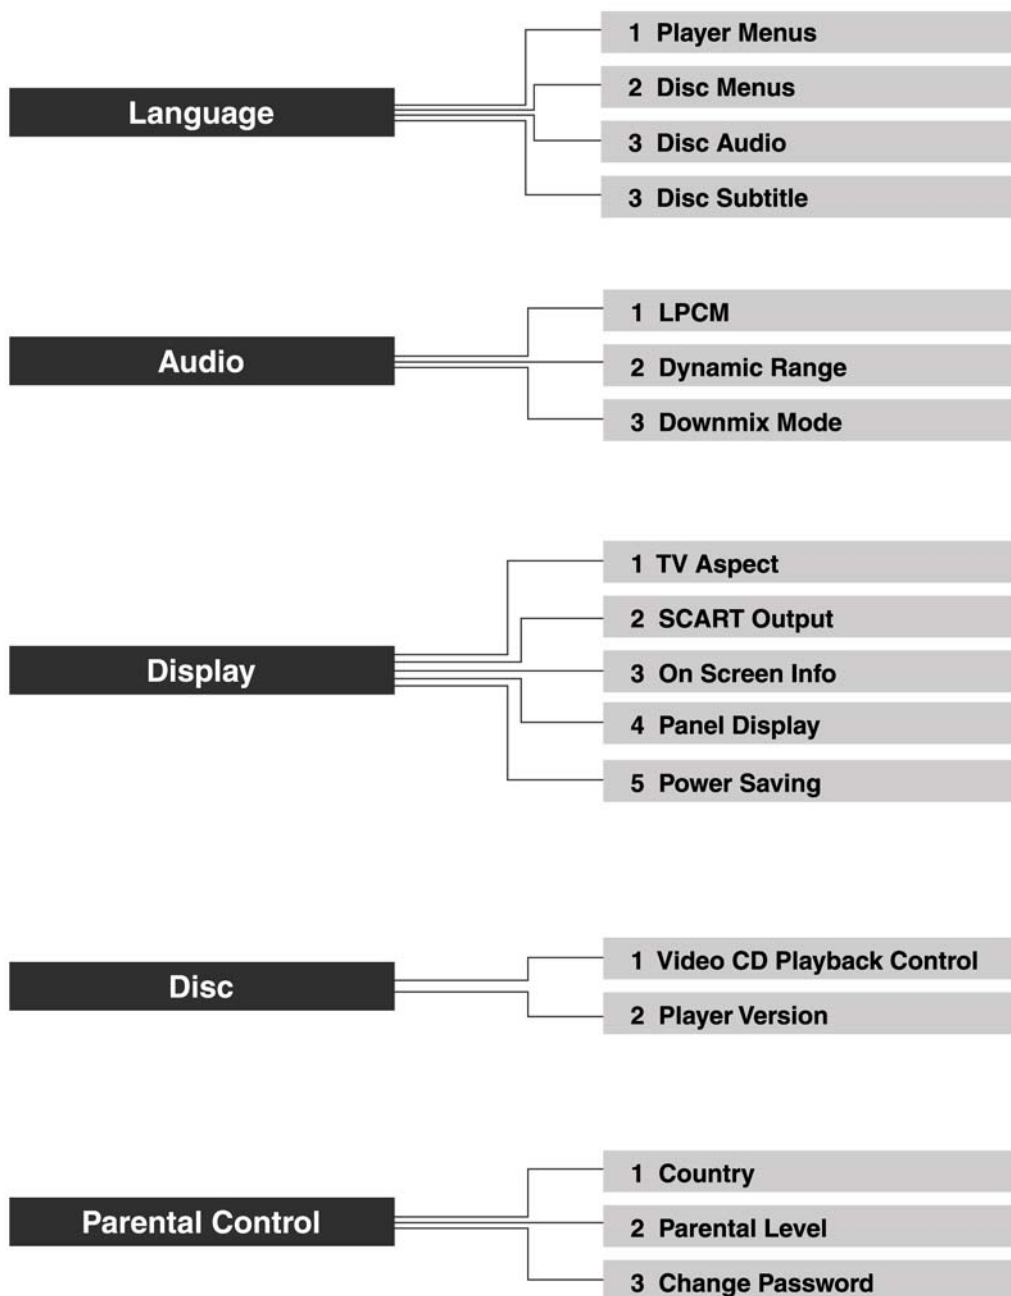 Language
1 Player Menus
2 Disc Menus
3 Disc Audio
3 Disc Subtitle
Audio
1 LPCM
2 Dynamic Range
3 Downmix Mode
Display
1 TV Aspect
2 SCART Output
3 On Screen Info
4 Panel Display
5 Power Saving
Disc
1 Video CD Playback Control
2 Player Version
Parental Control
1 Country
2 Parental Level
3 Change Password